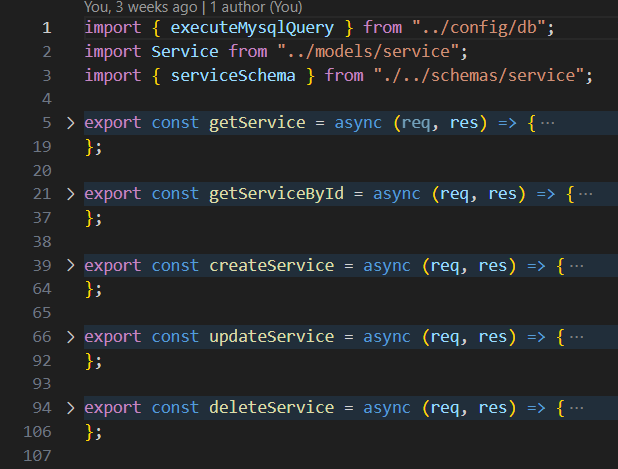 You, 3 weeks ago | 1 author (You)
1 import { executeMysqlQuery } from "../config/db";
2 import Service from "../models/service";
3 import { serviceSchema } from "./../schemas/service";
4
5 > export const getService = async (req, res) => { ···
19 };
20
21 > export const getServiceById = async (req, res) => { ···
37 };
38
39 > export const createService = async (req, res) => { ···
64 };
65
66 > export const updateService = async (req, res) => { ···
92 };
93
94 > export const deleteService = async (req, res) => { ···
106 };
107